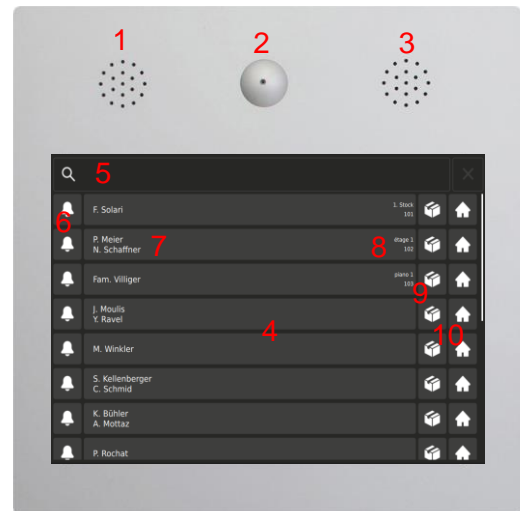 1
2
3
5
6
F. Solari
1. Stock
101
P. Meier
N. Schaffner
7
8
étage 1
102
Fam. Villiger
piano 1
103
9
J. Moulis
Y. Ravel
4
10
M. Winkler
S. Kellenberger
C. Schmid
K. Bühler
A. Mottaz
P. Rochat